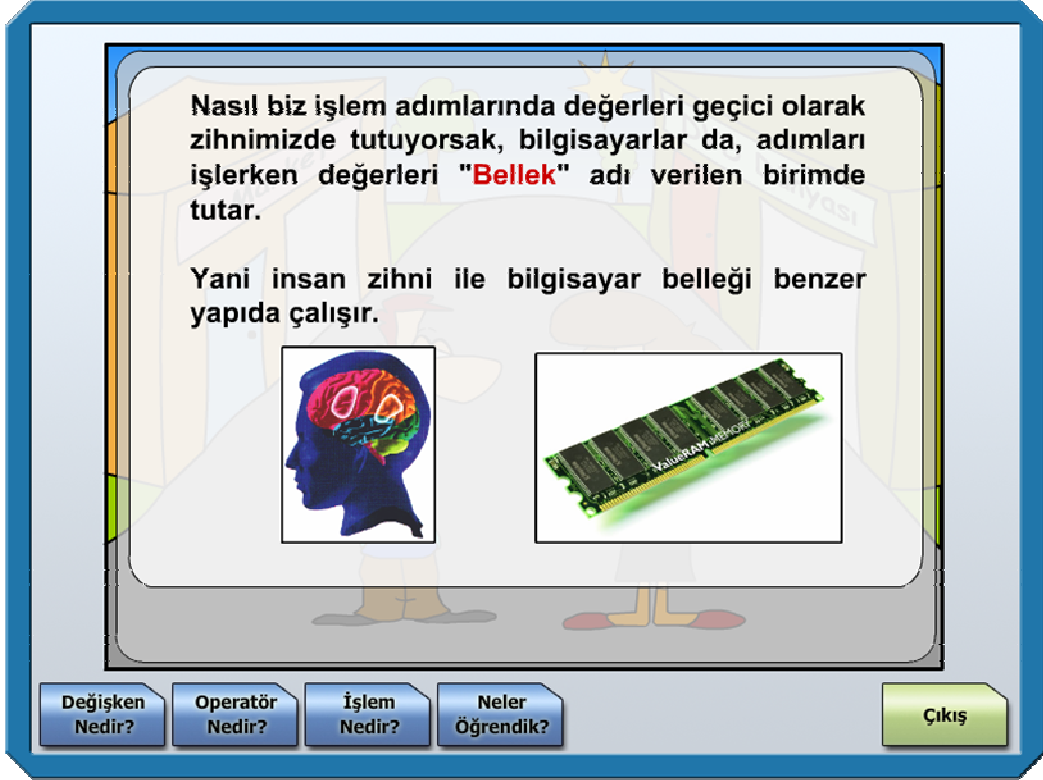 Nasıl biz işlem adımlarında değerleri geçici olarak
zihnimizde tutuyorsak, bilgisayarlar da, adımları
işlerken değerleri "Bellek" adı verilen birimde
tutar.
Yani insan zihni ile bilgisayar belleği benzer
yapıda çalışır.
ValueRAM MEMORY
Değişken
Nedir?
Operatör
Nedir?
İşlem
Nedir?
Neler
Öğrendik?
Çıkış